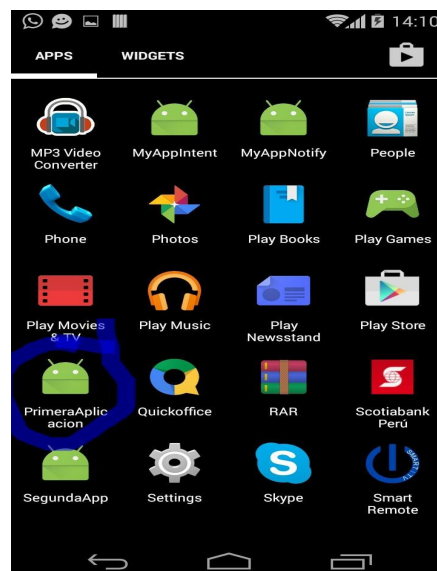 14:10
APPS WIDGETS
MP3 Video MyAppIntent MyAppNotify People
Converter
Phone Photos Play Books Play Games
Play Movies Play Music Play Play Store
& TV Newsstand
PrimeraAplic Quickoffice RAR Scotiabank
acion Perú
SegundaApp Settings Skype Smart
Remote